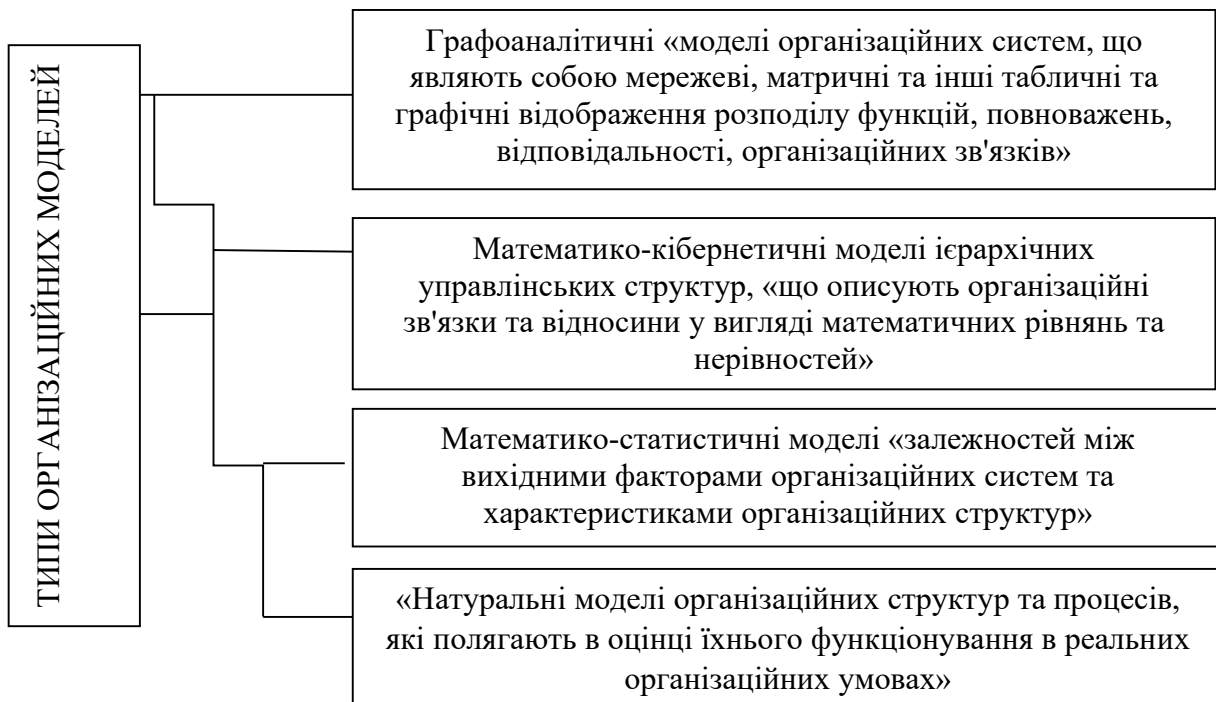 ТИПИ ОРГАНІЗАЦІЙНИХ МОДЕЛЕЙ
Графоаналітичні «моделі організаційних систем, що
являють собою мережеві, матричні та інші табличні та
графічні відображення розподілу функцій, повноважень,
відповідальності, організаційних зв'язків»
Математико-кібернетичні моделі ієрархічних
управлінських структур, «що описують організаційні
зв'язки та відносини у вигляді математичних рівнянь та
нерівностей»
Математико-статистичні моделі «залежностей між
вихідними факторами організаційних систем та
характеристиками організаційних структур»
«Натуральні моделі організаційних структур та процесів,
які полягають в оцінці їхнього функціонування в реальних
організаційних умовах»